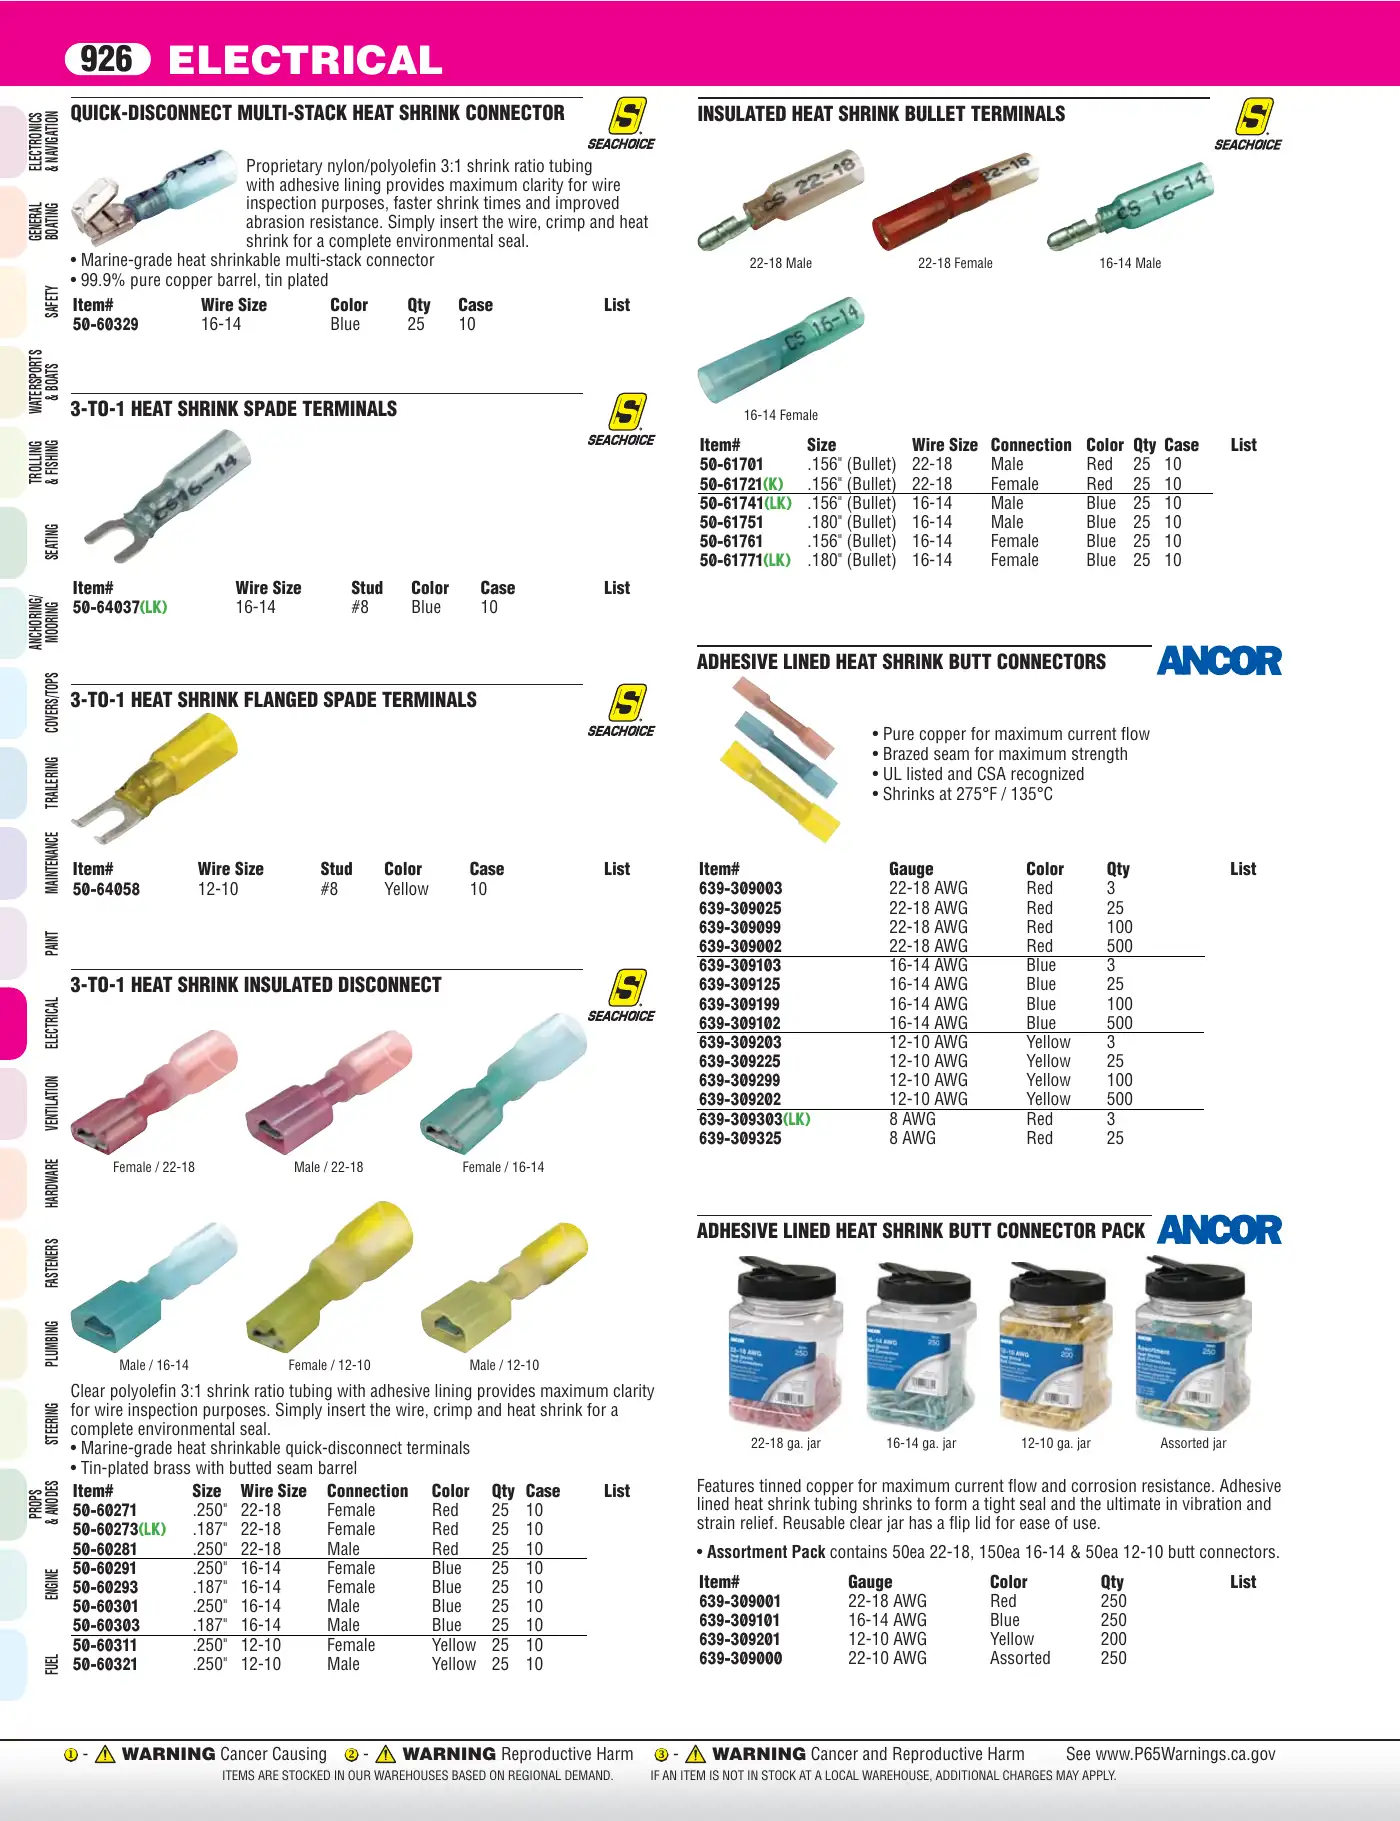 926 ELECTRICAL
ELECTRONICS
& NAVIGATION
GENERAL
BOATING
SAFETY
WATERSPORTS
& BOATS
TROLLING
& FISHING
SEATING
ANCHORING/
MOORING
COVERS/TOPS
TRAILERING
MAINTENANCE
PAINT
ELECTRICAL
VENTILATION
HARDWARE
FASTENERS
PLUMBING
STEERING
PROPS
& ANODES
ENGINE
FUEL
QUICK-DISCONNECT MULTI-STACK HEAT SHRINK CONNECTOR
S
SEACHOICE
Proprietary nylon/polyolefin 3:1 shrink ratio tubing
with adhesive lining provides maximum clarity for wire
inspection purposes, faster shrink times and improved
abrasion resistance. Simply insert the wire, crimp and heat
shrink for a complete environmental seal.
• Marine-grade heat shrinkable multi-stack connector
• 99.9% pure copper barrel, tin plated
Item# Wire Size Color Qty Case List
50-60329 16-14 Blue 25 10
3-TO-1 HEAT SHRINK SPADE TERMINALS
S
SEACHOICE
CS16-14
Item# Wire Size Stud Color Case List
50-64037(LK) 16-14 #8 Blue 10
3-TO-1 HEAT SHRINK FLANGED SPADE TERMINALS
S
SEACHOICE
Item# Wire Size Stud Color Case List
50-64058 12-10 #8 Yellow 10
3-TO-1 HEAT SHRINK INSULATED DISCONNECT
S
SEACHOICE
Female / 22-18 Male / 22-18 Female / 16-14
Male / 16-14 Female / 12-10 Male / 12-10
Clear polyolefin 3:1 shrink ratio tubing with adhesive lining provides maximum clarity
for wire inspection purposes. Simply insert the wire, crimp and heat shrink for a
complete environmental seal.
• Marine-grade heat shrinkable quick-disconnect terminals
• Tin-plated brass with butted seam barrel
Item# Size Wire Size Connection Color Qty Case List
50-60271 .250" 22-18 Female Red 25 10
50-60273(LK) .187" 22-18 Female Red 25 10
50-60281 .250" 22-18 Male Red 25 10
50-60291 .250" 16-14 Female Blue 25 10
50-60293 .187" 16-14 Female Blue 25 10
50-60301 .250" 16-14 Male Blue 25 10
50-60303 .187" 16-14 Male Blue 25 10
50-60311 .250" 12-10 Female Yellow 25 10
50-60321 .250" 12-10 Male Yellow 25 10
INSULATED HEAT SHRINK BULLET TERMINALS
S
SEACHOICE
CS 22-18
CS 22-18
CS 16-14
22-18 Male 22-18 Female 16-14 Male
CS 16-14
16-14 Female
Item# Size Wire Size Connection Color Qty Case List
50-61701 .156" (Bullet) 22-18 Male Red 25 10
50-61721(K) .156" (Bullet) 22-18 Female Red 25 10
50-61741(LK) .156" (Bullet) 16-14 Male Blue 25 10
50-61751 .180" (Bullet) 16-14 Male Blue 25 10
50-61761 .156" (Bullet) 16-14 Female Blue 25 10
50-61771(LK) .180" (Bullet) 16-14 Female Blue 25 10
ADHESIVE LINED HEAT SHRINK BUTT CONNECTORS
ANCOR
• Pure copper for maximum current flow
• Brazed seam for maximum strength
• UL listed and CSA recognized
• Shrinks at 275°F / 135°C
Item# Gauge Color Qty List
639-309003 22-18 AWG Red 3
639-309025 22-18 AWG Red 25
639-309099 22-18 AWG Red 100
639-309002 22-18 AWG Red 500
639-309103 16-14 AWG Blue 3
639-309125 16-14 AWG Blue 25
639-309199 16-14 AWG Blue 100
639-309102 16-14 AWG Blue 500
639-309203 12-10 AWG Yellow 3
639-309225 12-10 AWG Yellow 25
639-309299 12-10 AWG Yellow 100
639-309202 12-10 AWG Yellow 500
639-309303(LK) 8 AWG Red 3
639-309325 8 AWG Red 25
ADHESIVE LINED HEAT SHRINK BUTT CONNECTOR PACK
ANCOR
22-18 ga. jar 16-14 ga. jar 12-10 ga. jar Assorted jar
Features tinned copper for maximum current flow and corrosion resistance. Adhesive
lined heat shrink tubing shrinks to form a tight seal and the ultimate in vibration and
strain relief. Reusable clear jar has a flip lid for ease of use.
• Assortment Pack contains 50ea 22-18, 150ea 16-14 & 50ea 12-10 butt connectors.
Item# Gauge Color Qty List
639-309001 22-18 AWG Red 250
639-309101 16-14 AWG Blue 250
639-309201 12-10 AWG Yellow 200
639-309000 22-10 AWG Assorted 250
1 - WARNING Cancer Causing 2 - WARNING Reproductive Harm 3 - WARNING Cancer and Reproductive Harm See www.P65Warnings.ca.gov
ITEMS ARE STOCKED IN OUR WAREHOUSES BASED ON REGIONAL DEMAND. IF AN ITEM IS NOT IN STOCK AT A LOCAL WAREHOUSE, ADDITIONAL CHARGES MAY APPLY.